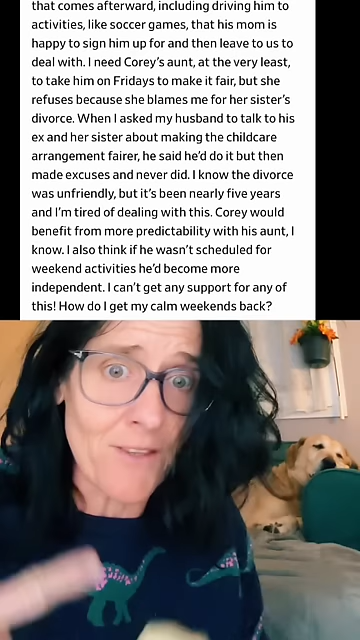 that comes afterward, including driving him to
activities, like soccer games, that his mom is
happy to sign him up for and then leave to us to
deal with. I need Corey's aunt, at the very least,
to take him on Fridays to make it fair, but she
refuses because she blames me for her sister's
divorce. When I asked my husband to talk to his
ex and her sister about making the childcare
arrangement fairer, he said he'd do it but then
made excuses and never did. I know the divorce
was unfriendly, but it's been nearly five years
and I'm tired of dealing with this. Corey would
benefit from more predictability with his aunt, I
know. I also think if he wasn't scheduled for
weekend activities he'd become more
independent. I can't get any support for any of
this! How do I get my calm weekends back?